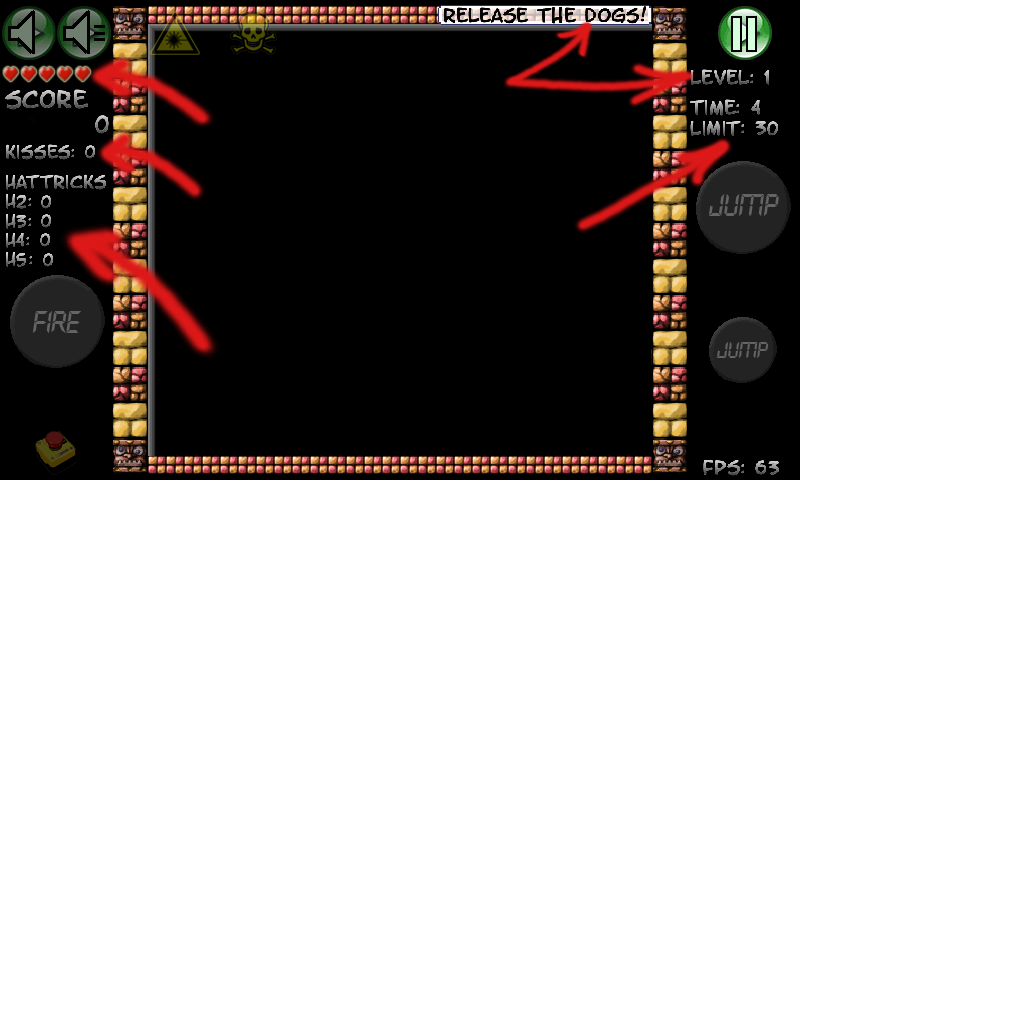 RELEASE THE DOGS!
SCORE
0
KISSES: 0
HATTRICKS
H2: 0
H3: 0
H4: 0
H5: 0
FIRE
LEVEL: 1
TIME: 4
LIMIT: 30
JUMP
JUMP
FPS: 63